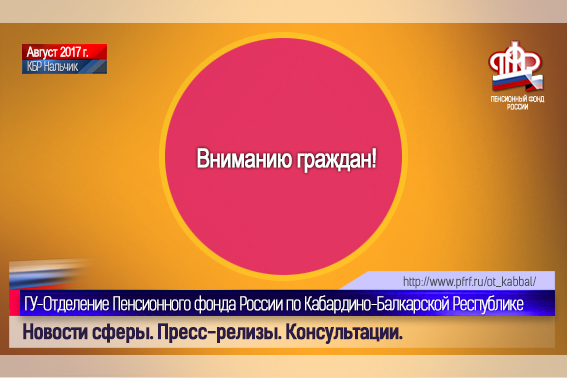 Август 2017 г.
КБР Нальчик
ПФР
ПЕНСИОННЫЙ ФОНД
РОССИИ
Вниманию граждан!
http://www.pfrf.ru/ot_kabbal/
ГУ-Отделение Пенсионного фонда России по Кабардино-Балкарской Республике
Новости сферы. Пресс-релизы. Консультации.